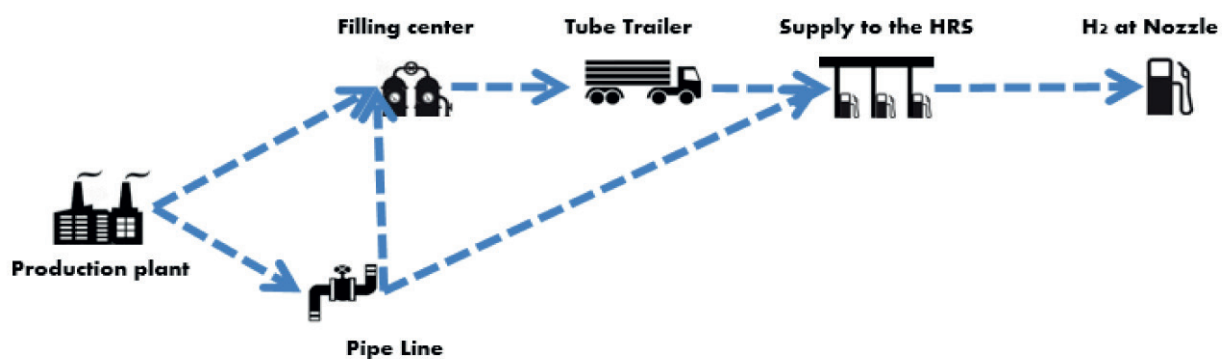 Filling center
Tube Trailer
Supply to the HRS
H₂ at Nozzle
Production plant
Pipe Line